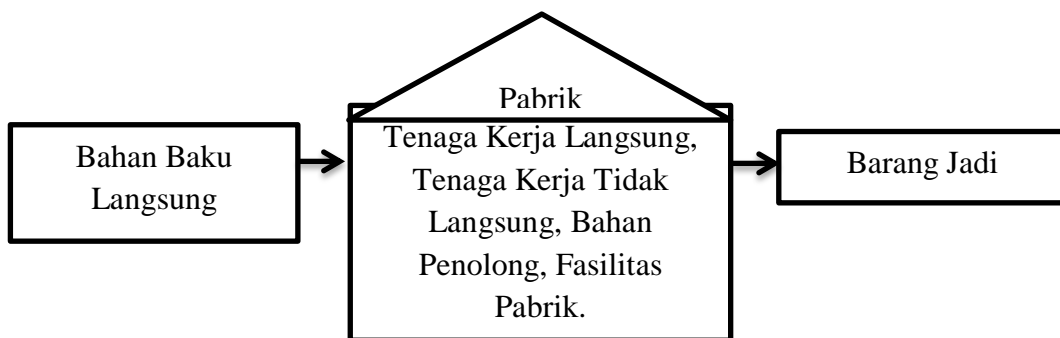 Bahan Baku
Langsung
Pabrik
Tenaga Kerja Langsung,
Tenaga Kerja Tidak
Langsung, Bahan
Penolong, Fasilitas
Pabrik.
Barang Jadi